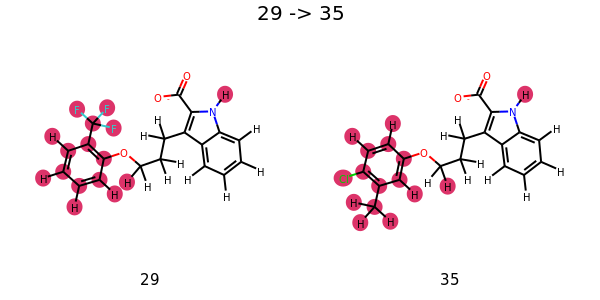 29 -> 35
F F F
O O H N
O
H H H H H H H H H H H H H
O O H N
O
H H H H H H H H H H H H H H
29 35